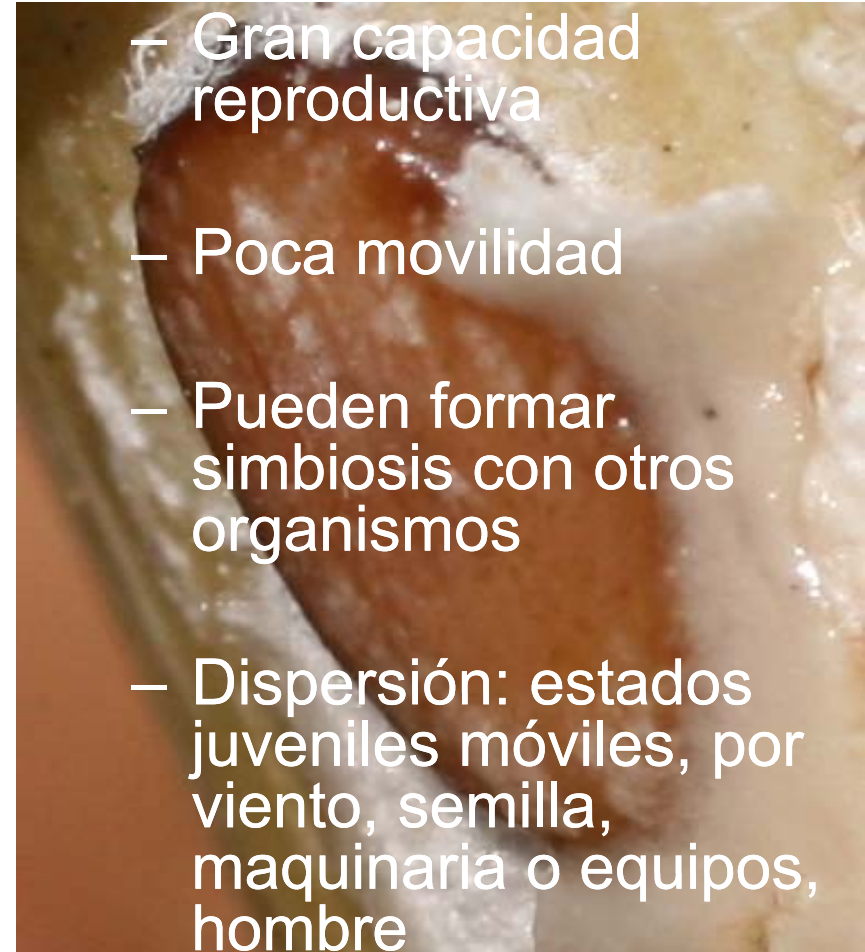 – Gran capacidad
reproductiva
– Poca movilidad
– Pueden formar
simbiosis con otros
organismos
– Dispersión: estados
juveniles móviles, por
viento, semilla,
maquinaria o equipos,
hombre